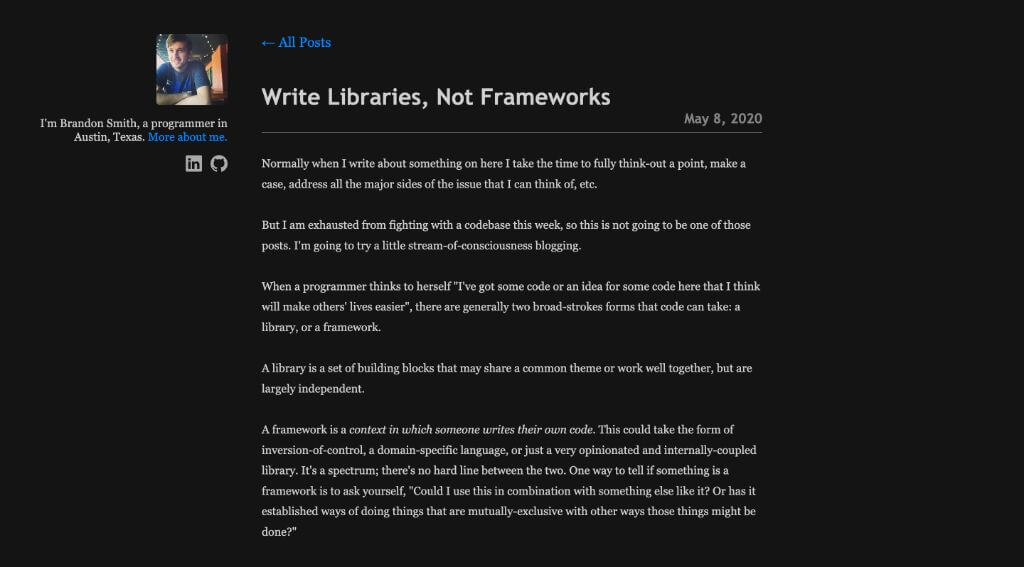 ← All Posts
Write Libraries, Not Frameworks
May 8, 2020
I'm Brandon Smith, a programmer in
Austin, Texas. More about me.
Normally when I write about something on here I take the time to fully think-out a point, make a
case, address all the major sides of the issue that I can think of, etc.
But I am exhausted from fighting with a codebase this week, so this is not going to be one of those
posts. I'm going to try a little stream-of-consciousness blogging.
When a programmer thinks to herself "I've got some code or an idea for some code here that I think
will make others' lives easier", there are generally two broad-strokes forms that code can take: a
library, or a framework.
A library is a set of building blocks that may share a common theme or work well together, but are
largely independent.
A framework is a context in which someone writes their own code. This could take the form of
inversion-of-control, a domain-specific language, or just a very opinionated and internally-coupled
library. It's a spectrum; there's no hard line between the two. One way to tell if something is a
framework is to ask yourself, "Could I use this in combination with something else like it? Or has it
established ways of doing things that are mutually-exclusive with other ways those things might be
done?"